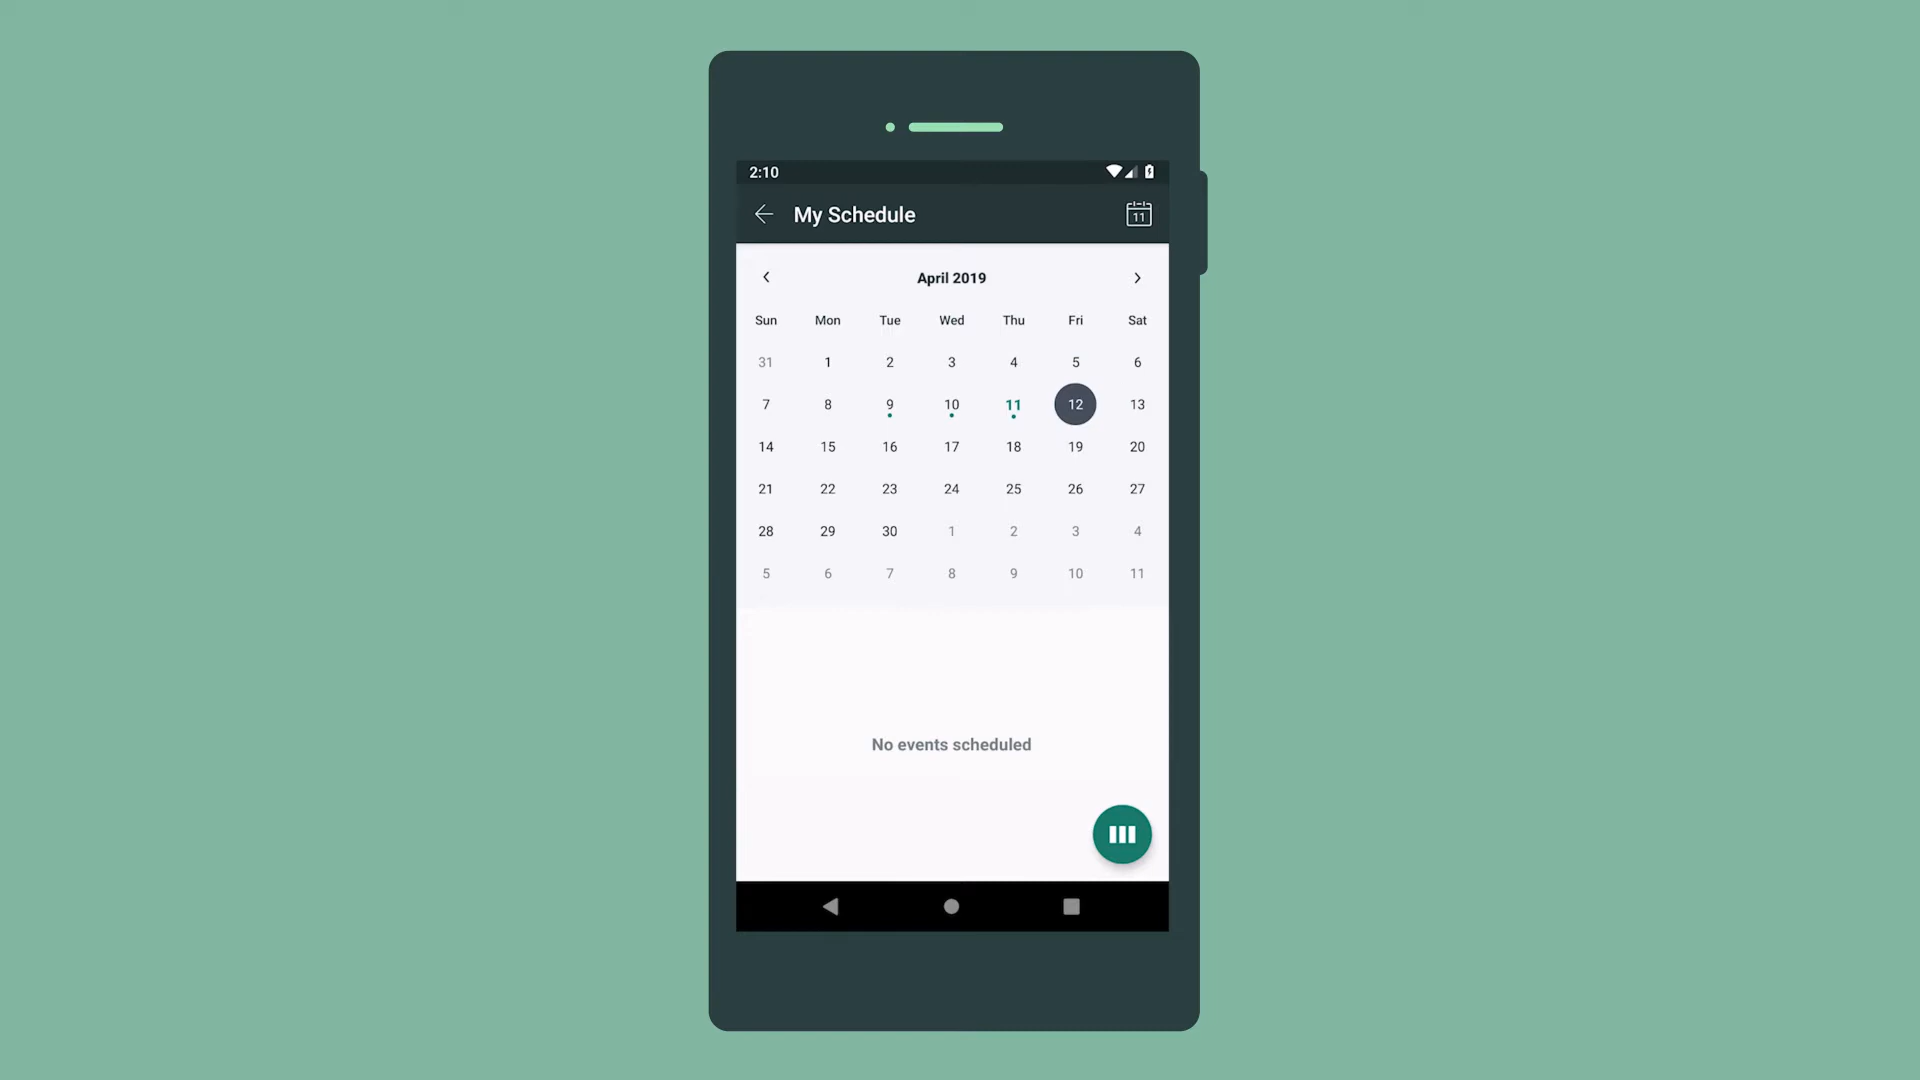 2:10
My Schedule
11
April 2019
Sun Mon Tue Wed Thu Fri Sat
31 1 2 3 4 5 6
7 8 9 10 11 12 13
14 15 16 17 18 19 20
21 22 23 24 25 26 27
28 29 30 1 2 3 4
5 6 7 8 9 10 11
No events scheduled